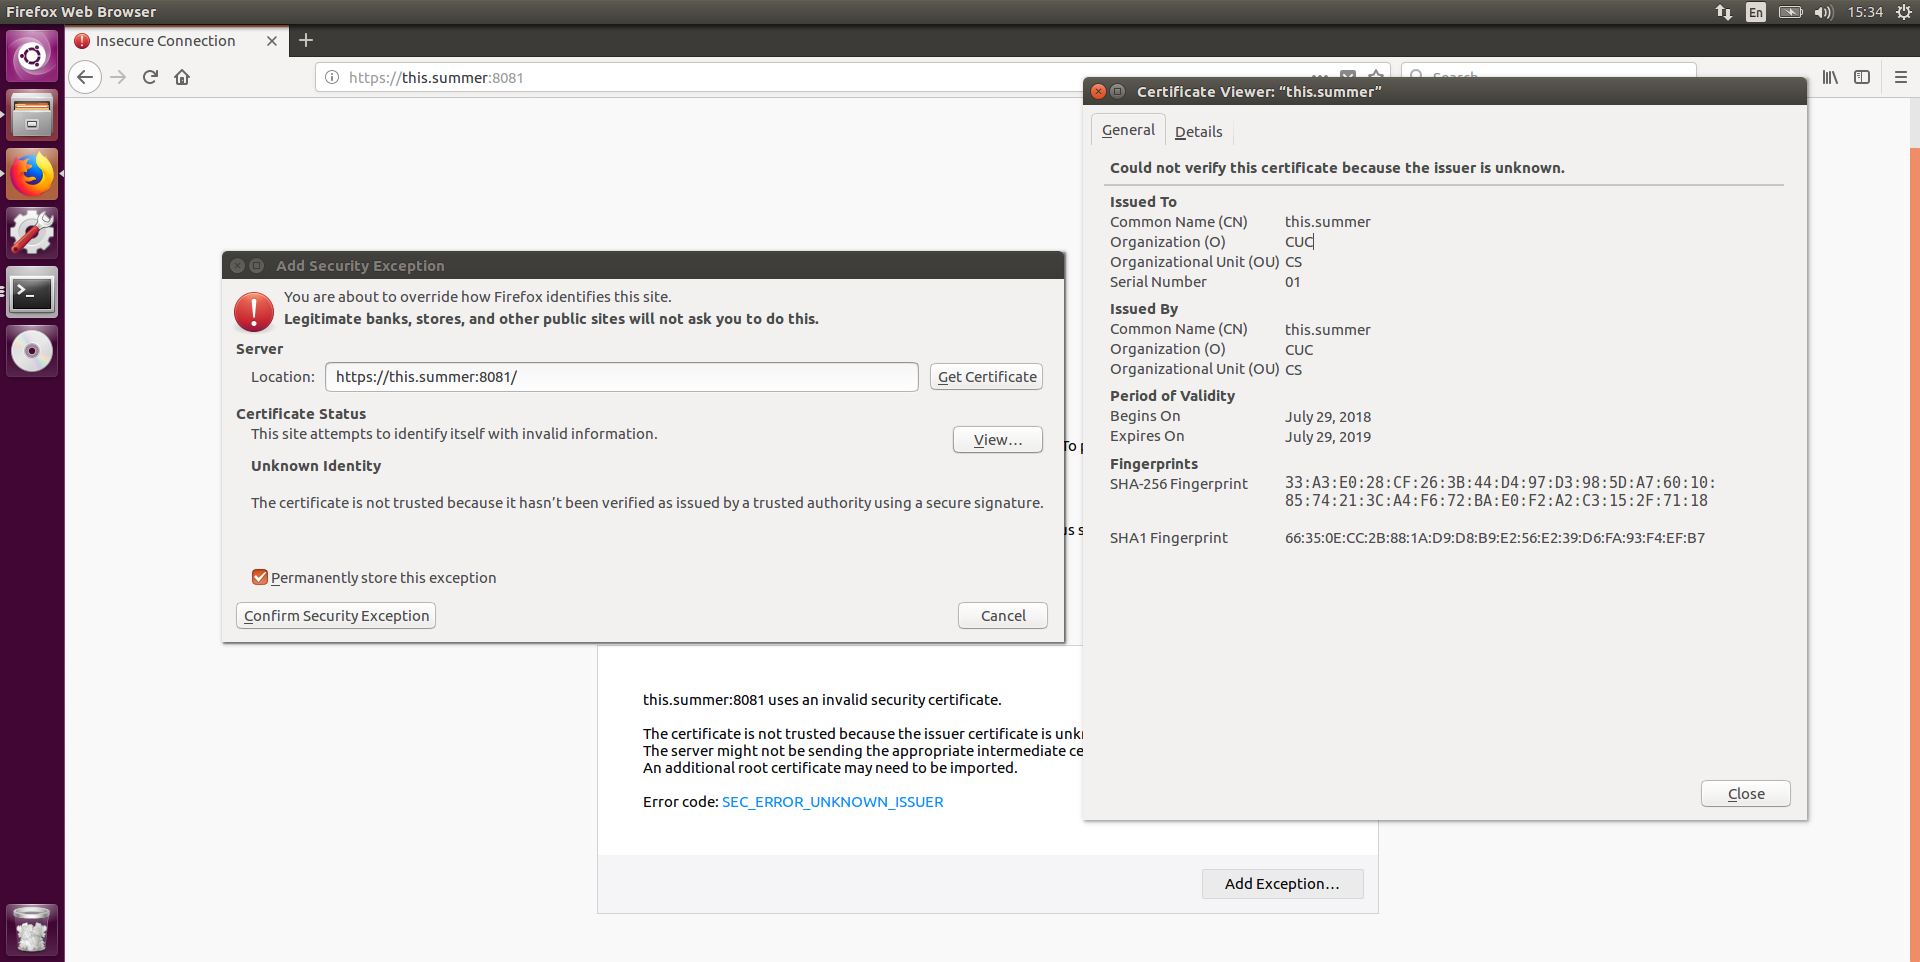 Firefox Web Browser
En
15:34
Insecure Connection
https://this.summer:8081
Search
Certificate Viewer: “this.summer”
General
Details
Could not verify this certificate because the issuer is unknown.
Issued To
Common Name (CN) this.summer
Organization (O) CUC
Organizational Unit (OU) CS
Serial Number 01
Issued By
Common Name (CN) this.summer
Organization (O) CUC
Organizational Unit (OU) CS
Period of Validity
Begins On July 29, 2018
Expires On July 29, 2019
Fingerprints
SHA-256 Fingerprint 33:A3:E0:28:CF:26:3B:44:D4:97:D3:98:5D:A7:60:10:
85:74:21:3C:A4:F6:72:BA:E0:F2:A2:C3:15:2F:71:18
SHA1 Fingerprint 66:35:0E:CC:2B:88:1A:D9:D8:B9:E2:56:E2:39:D6:FA:93:F4:EF:B7
Close
Add Security Exception
You are about to override how Firefox identifies this site.
Legitimate banks, stores, and other public sites will not ask you to do this.
Server
Location: https://this.summer:8081/ Get Certificate
Certificate Status
This site attempts to identify itself with invalid information.
View…
Unknown Identity
The certificate is not trusted because it hasn’t been verified as issued by a trusted authority using a secure signature.
Permanently store this exception
Confirm Security Exception
Cancel
To
this.summer:8081 uses an invalid security certificate.
The certificate is not trusted because the issuer certificate is
The server might not be sending the appropriate intermediate
An additional root certificate may need to be imported.
Error code: SEC_ERROR_UNKNOWN_ISSUER
Add Exception…